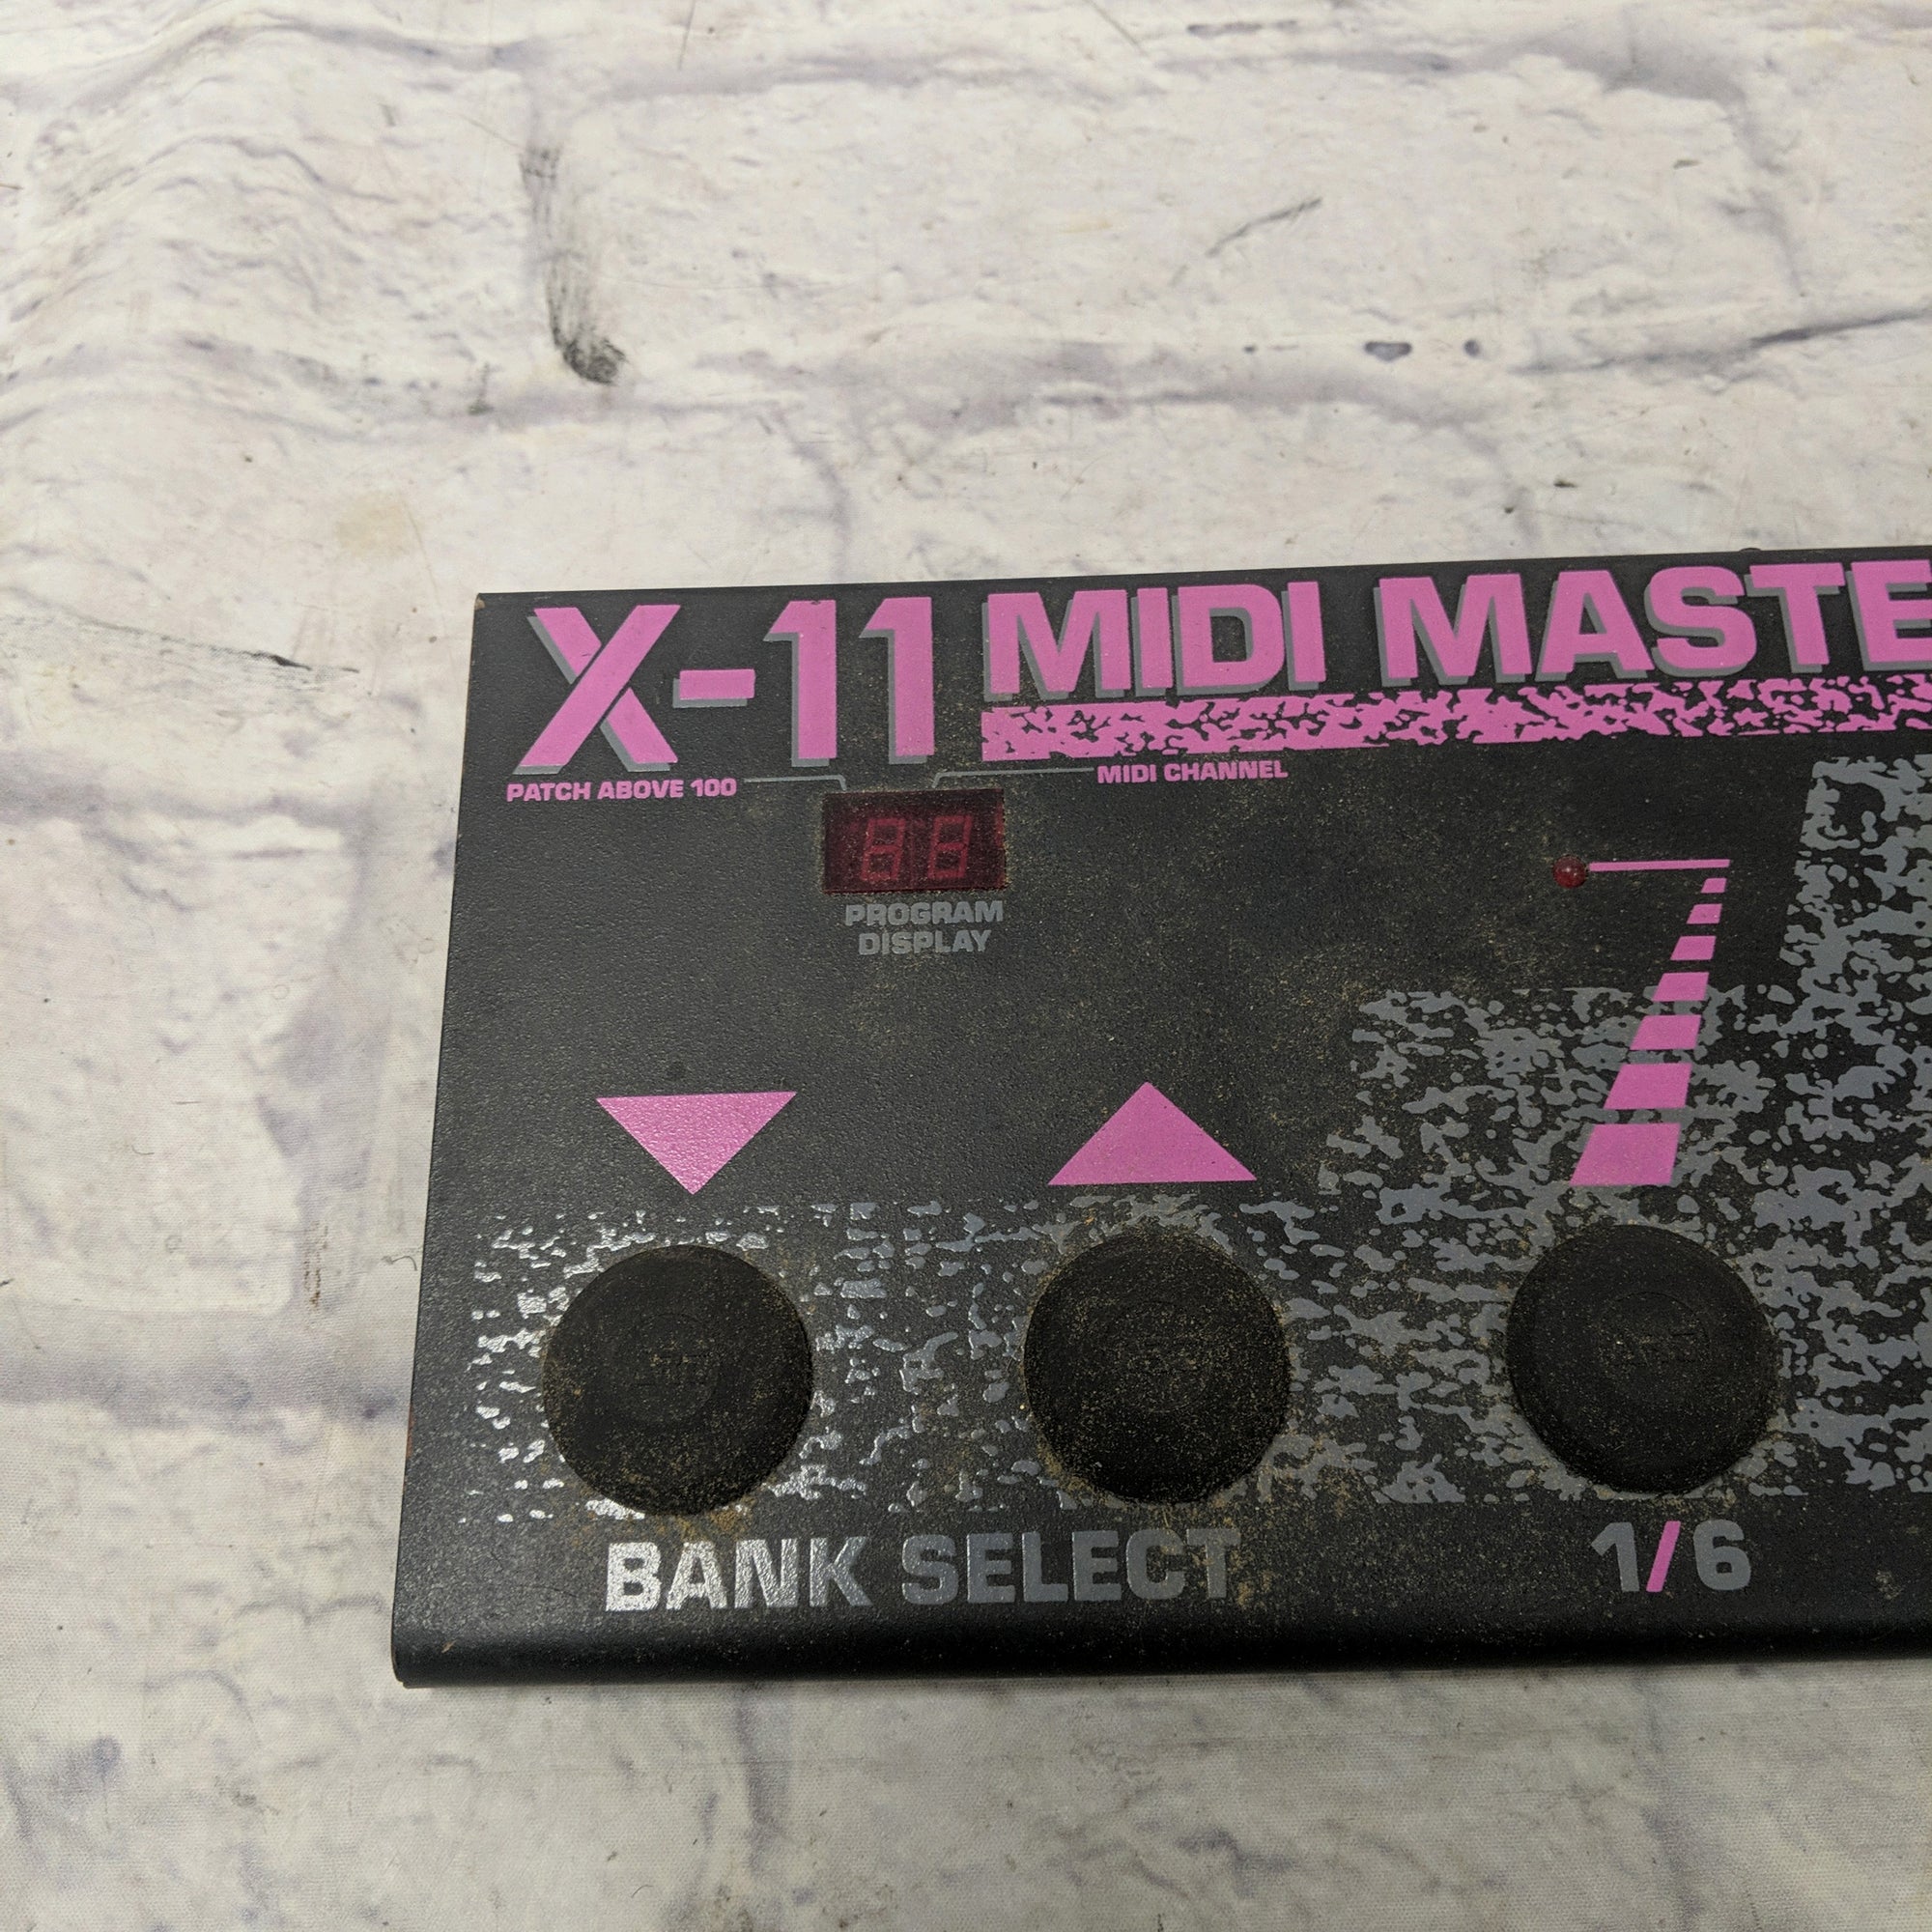 X-11 MIDI MASTE
PATCH ABOVE 100
MIDI CHANNEL
PROGRAM
DISPLAY
BANK SELECT
1/6